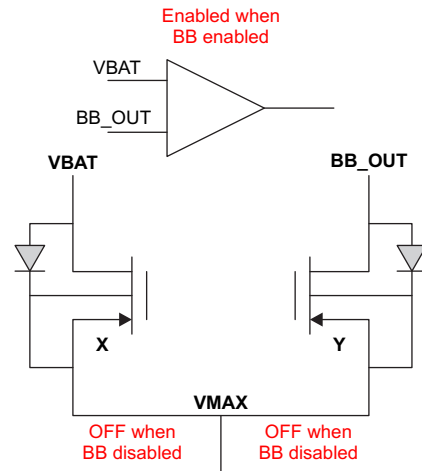 Enabled when
BB enabled
VBAT
BB_OUT
VBAT
BB_OUT
X
Y
VMAX
OFF when
BB disabled
OFF when
BB disabled